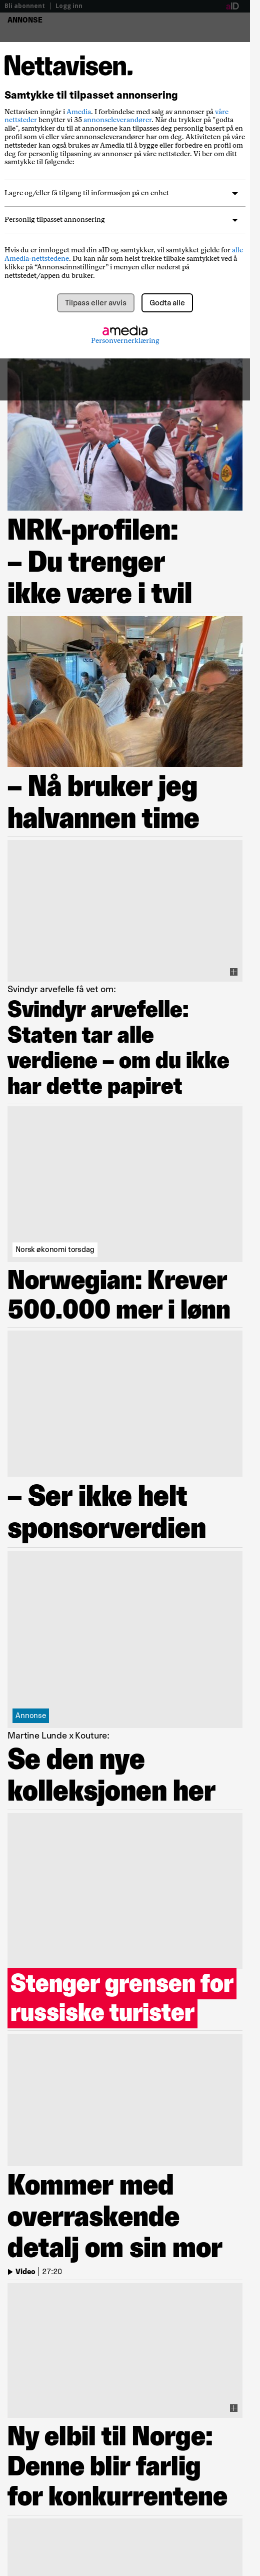 Bli abonnent | Logg inn
aID
ANNONSE
Nettavisen.
Samtykke til tilpasset annonsering
Nettavisen inngår i Amedia. I forbindelse med salg av annonser på våre
nettsteder benytter vi 35 annonseleverandører. Når du trykker på "godta
alle", samtykker du til at annonsene kan tilpasses deg personlig basert på en
profil som vi eller våre annonseleverandører har om deg. Aktiviteten på våre
nettsteder kan også brukes av Amedia til å bygge eller forbedre en profil om
deg for personlig tilpasning av annonser på våre nettsteder. Vi ber om ditt
samtykke til følgende:
Lagre og/eller få tilgang til informasjon på en enhet
Personlig tilpasset annonsering
Hvis du er innlogget med din aID og samtykker, vil samtykket gjelde for alle
Amedia-nettstedene. Du kan når som helst trekke tilbake samtykket ved å
klikke på “Annonseinnstillinger” i menyen eller nederst på
nettstedet/appen du bruker.
Tilpass eller avvis
Godta alle
amedia
Personvernerklæring
NRK-profilen:
– Du trenger
ikke være i tvil
– Nå bruker jeg
halvannen time
Svindyr arvefelle få vet om:
Svindyr arvefelle:
Staten tar alle
verdiene – om du ikke
har dette papiret
Norsk økonomi torsdag
Norwegian: Krever
500.000 mer i lønn
– Ser ikke helt
sponsorverdien
Annonse
Martine Lunde x Kouture:
Se den nye
kolleksjonen her
Stenger grensen for
russiske turister
Kommer med
overraskende
detalj om sin mor
Video | 27:20
Ny elbil til Norge:
Denne blir farlig
for konkurrentene